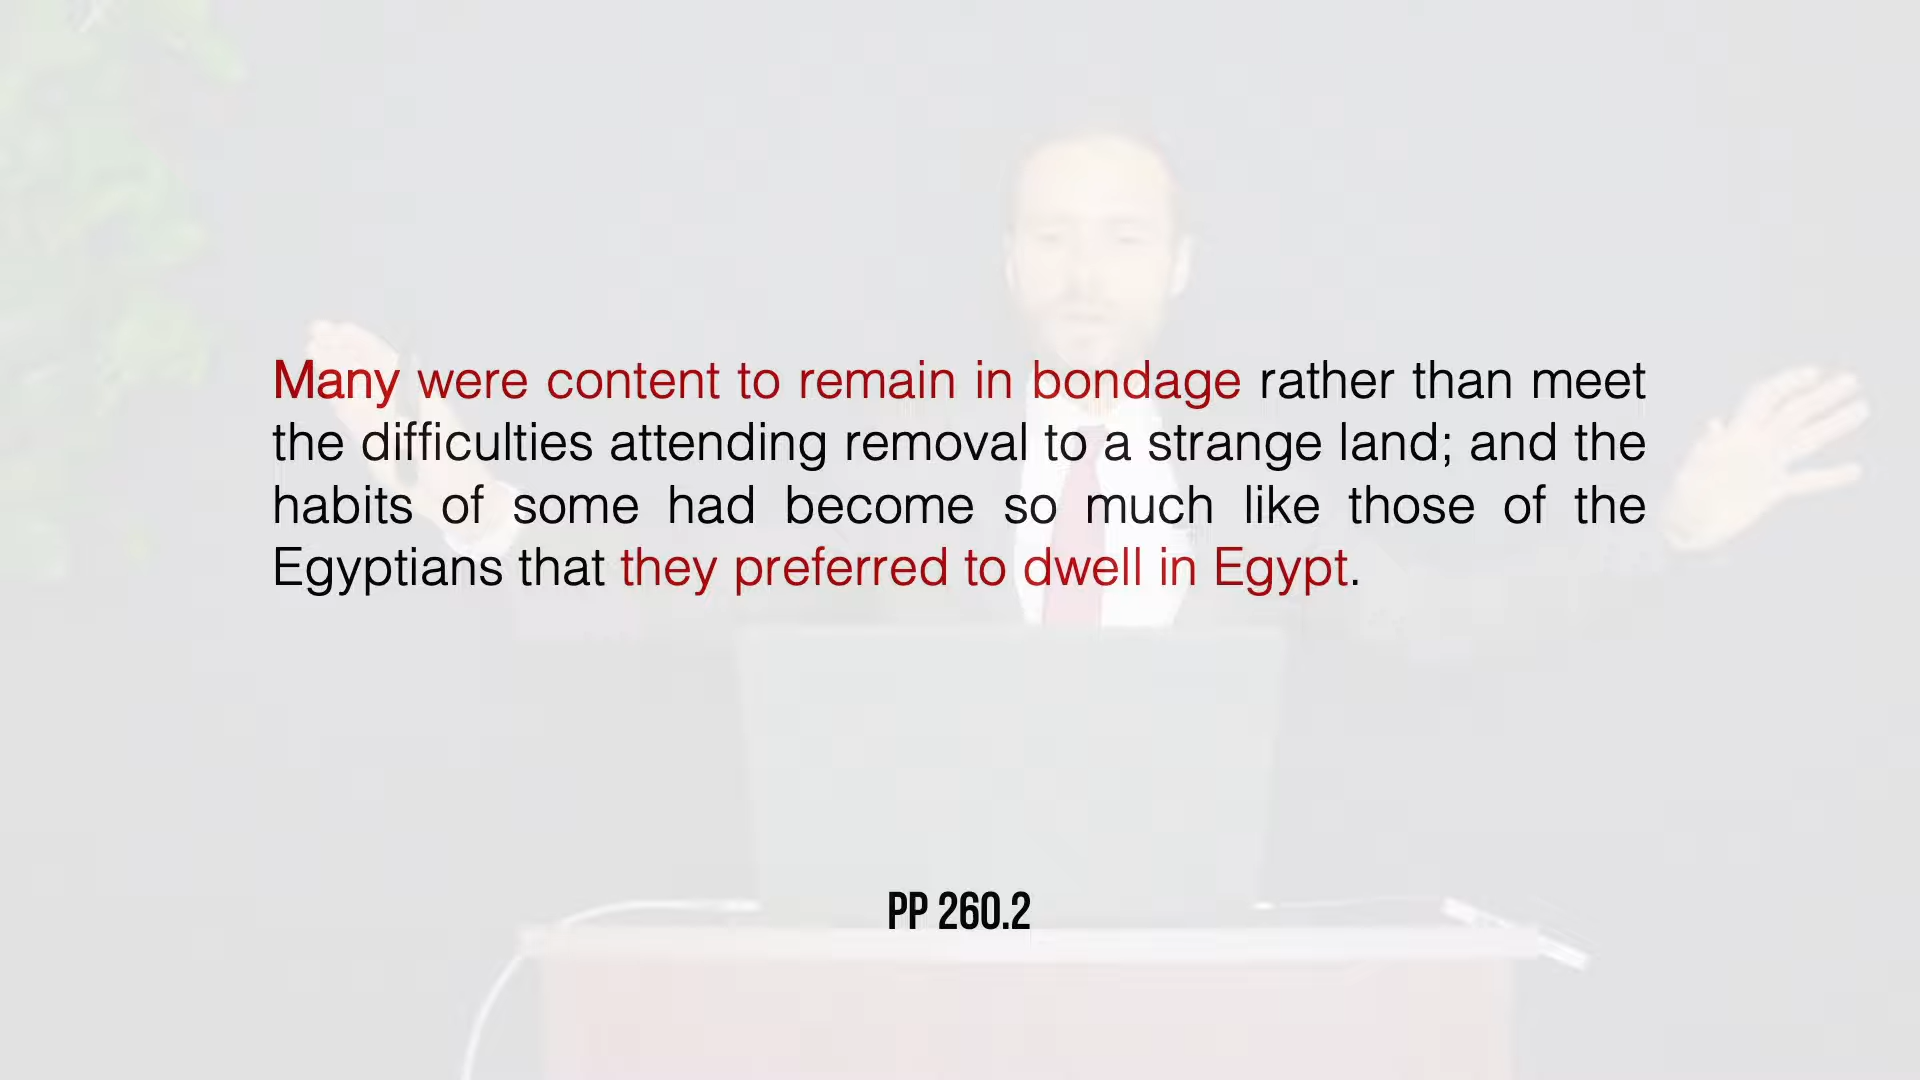 Many were content to remain in bondage rather than meet
the difficulties attending removal to a strange land; and the
habits of some had become so much like those of the
Egyptians that they preferred to dwell in Egypt.
PP 260.2